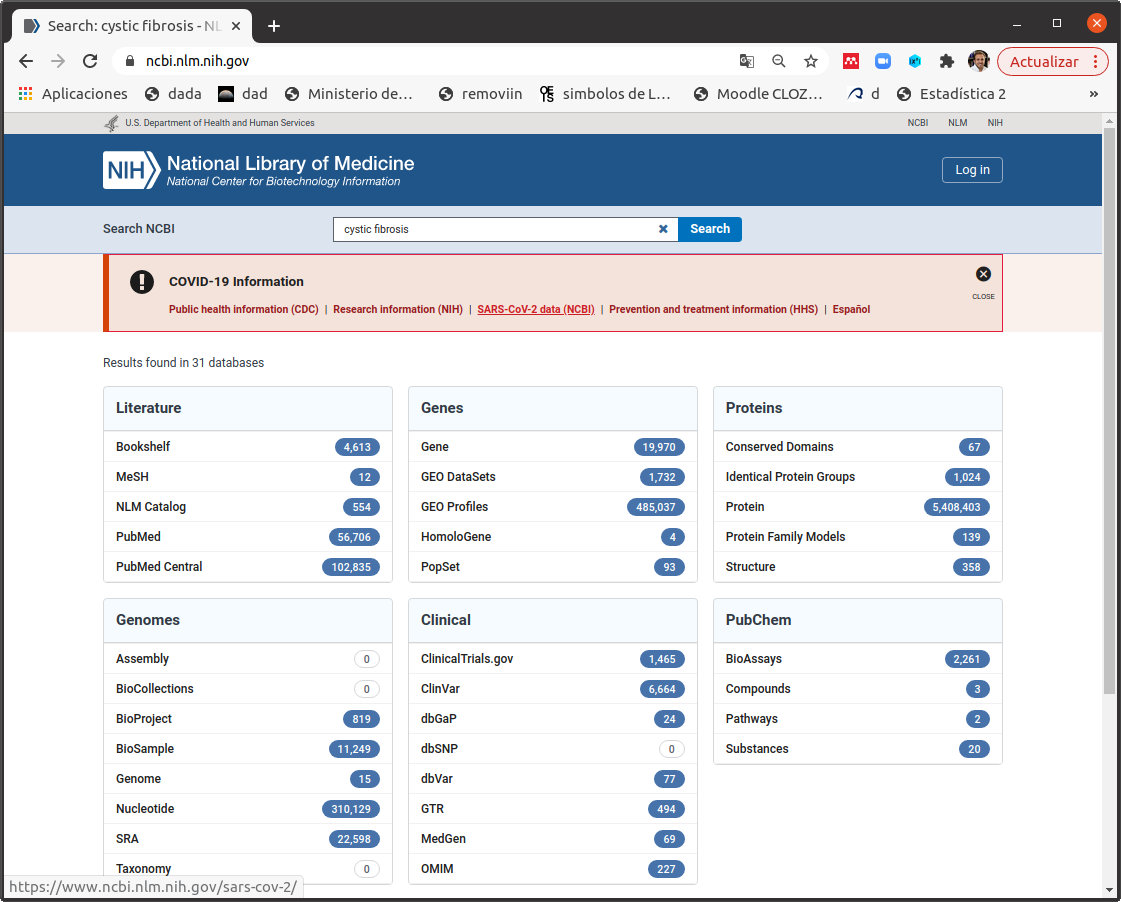 Search: cystic fibrosis - NL
ncbi.nlm.nih.gov
Actualizar
Aplicaciones
dada
dad
Ministerio de...
removiin
simbolos de L...
Moodle CLOZ...
d
Estadística 2
»
U.S. Department of Health and Human Services
NCBI NLM NIH
NIH
National Library of Medicine
National Center for Biotechnology Information
Log in
Search NCBI
cystic fibrosis
Search
COVID-19 Information
CLOSE
Public health information (CDC) | Research information (NIH) | SARS-CoV-2 data (NCBI) | Prevention and treatment information (HHS) | Español
Results found in 31 databases
Literature
Bookshelf 4,613
MeSH 12
NLM Catalog 554
PubMed 56,706
PubMed Central 102,835
Genes
Gene 19,970
GEO DataSets 1,732
GEO Profiles 485,037
HomoloGene 4
PopSet 93
Proteins
Conserved Domains 67
Identical Protein Groups 1,024
Protein 5,408,403
Protein Family Models 139
Structure 358
Genomes
Assembly 0
BioCollections 0
BioProject 819
BioSample 11,249
Genome 15
Nucleotide 310,129
SRA 22,598
Taxonomy 0
Clinical
ClinicalTrials.gov 1,465
ClinVar 6,664
dbGaP 24
dbSNP 0
dbVar 77
GTR 494
MedGen 69
OMIM 227
PubChem
BioAssays 2,261
Compounds 3
Pathways 2
Substances 20
https://www.ncbi.nlm.nih.gov/sars-cov-2/